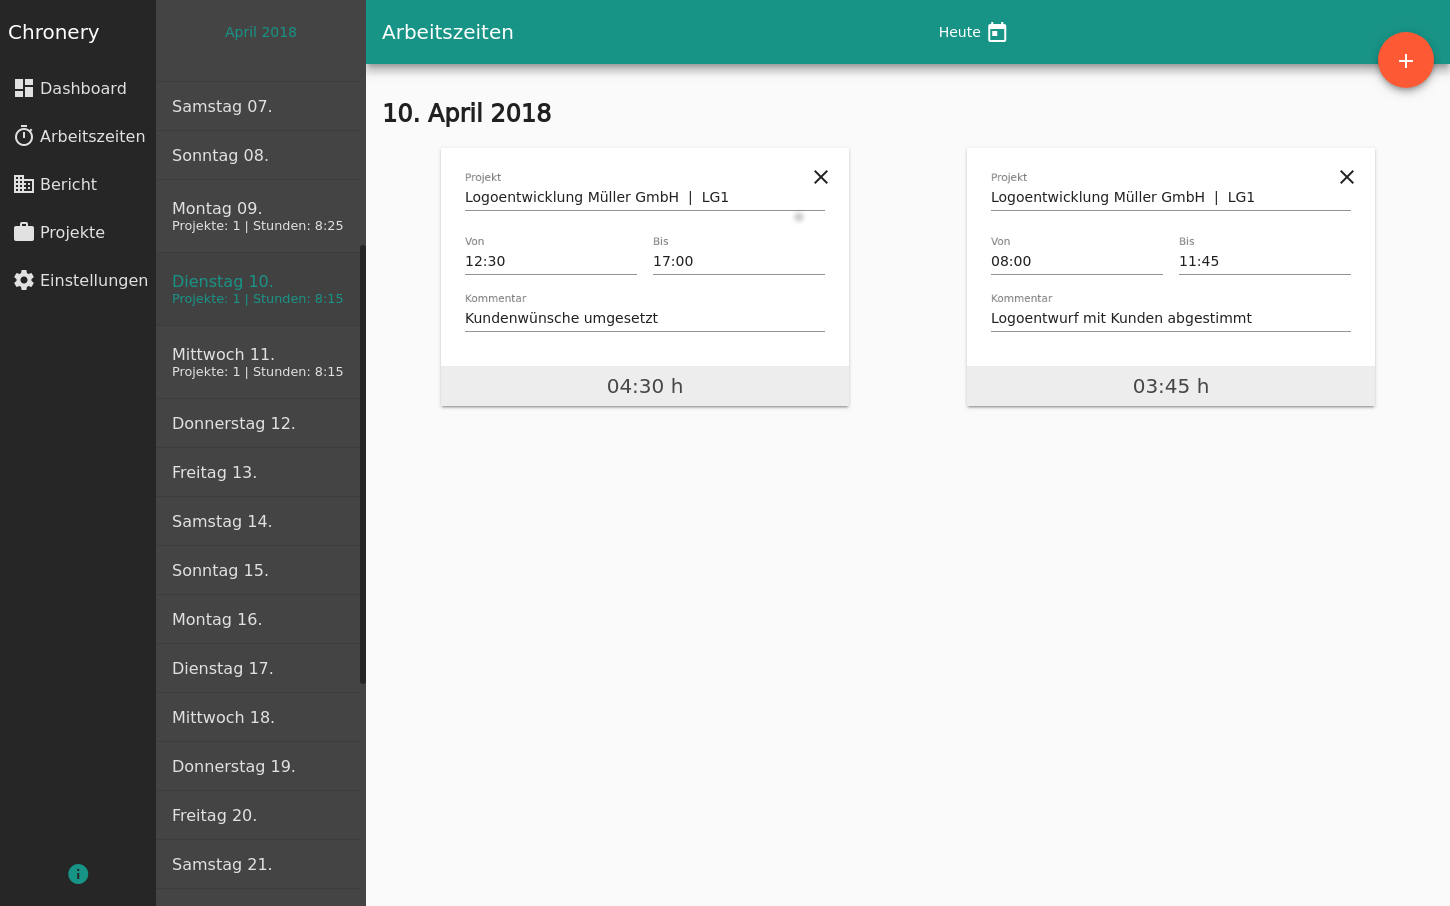 Chronery
Dashboard
Arbeitszeiten
Bericht
Projekte
Einstellungen
April 2018
Samstag 07.
Sonntag 08.
Montag 09.
Projekte: 1 | Stunden: 8:25
Dienstag 10.
Projekte: 1 | Stunden: 8:15
Mittwoch 11.
Projekte: 1 | Stunden: 8:15
Donnerstag 12.
Freitag 13.
Samstag 14.
Sonntag 15.
Montag 16.
Dienstag 17.
Mittwoch 18.
Donnerstag 19.
Freitag 20.
Samstag 21.
Arbeitszeiten
Heute
10. April 2018
Projekt
Logoentwicklung Müller GmbH | LG1
Von Bis
12:30 17:00
Kommentar
Kundenwünsche umgesetzt
04:30 h
Projekt
Logoentwicklung Müller GmbH | LG1
Von Bis
08:00 11:45
Kommentar
Logoentwurf mit Kunden abgestimmt
03:45 h